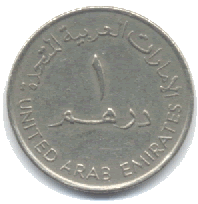 الإمارات العربية المتحدة
١
درهم
UNITED ARAB EMIRATES